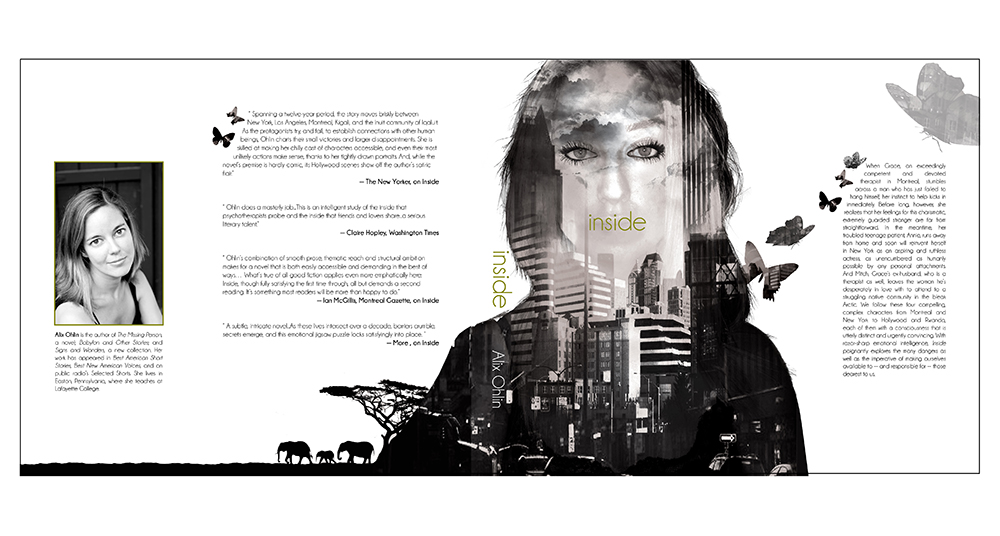 " Spanning a twelve year period, the story moves briskly between
New York, Los Angeles, Montreal, Kigali, and the Inuit community of Iqaluit.
As the protagonists try, and fail, to establish connections with other human
beings, Ohlin charts their small victories and larger disappointments. She is
skilled at making her chilly cast of characters accessible, and even their most
unlikely actions make sense, thanks to her tightly drawn portraits. And, while the
novel's premise is hardly comic, its Hollywood scenes show off the author's satiric
flair."
— The New Yorker, on Inside
" Ohlin does a masterly job...This is an intelligent study of the inside that
psychotherapists probe and the inside that friends and lovers share, a serious
literary talent"
— Claire Hopley, Washington Times
" Ohlin's combination of smooth prose, thematic reach and structural ambition
makes for a novel that is both easily accessible and demanding in the best of
ways. . . . What's true of all good fiction applies even more emphatically here:
Inside, though fully satisfying the first time through, all but demands a second
reading. It's something most readers will be more than happy to do."
— Ian McGillis, Montreal Gazette, on Inside
" A subtle, intricate novel...As these lives intersect over a decade, barriers crumble,
secrets emerge, and this emotional jigsaw puzzle locks satisfyingly into place. "
— More , on Inside
Alix Ohlin is the author of The Missing Person,
a novel; Babylon and Other Stories; and
Signs and Wonders, a new collection. Her
work has appeared in Best American Short
Stories, Best New American Voices, and on
public radio's Selected Shorts. She lives in
Easton, Pennsylvania, where she teaches at
Lafayette College.
inside
Alix Ohlin
inside
When Grace, an exceedingly
competent and devoted
therapist in Montreal, stumbles
across a man who has just failed to
hang himself, her instinct to help kicks in
immediately. Before long, however, she
realizes that her feelings for this charismatic,
extremely guarded stranger are far from
straightforward. In the meantime, her
troubled teenage patient, Annie, runs away
from home and soon will reinvent herself
in New York as an aspiring and ruthless
actress, as unencumbered as humanly
possible by any personal attachments.
And Mitch, Grace's ex-husband, who is a
therapist as well, leaves the woman he's
desperately in love with to attend to a
struggling native community in the bleak
Arctic. We follow these four compelling,
complex characters from Montreal and
New York to Hollywood and Rwanda,
each of them with a consciousness that is
utterly distinct and urgently convincing. With
razor-sharp emotional intelligence, Inside
poignantly explores the many dangers as
well as the imperative of making ourselves
available to — and responsible for — those
dearest to us.